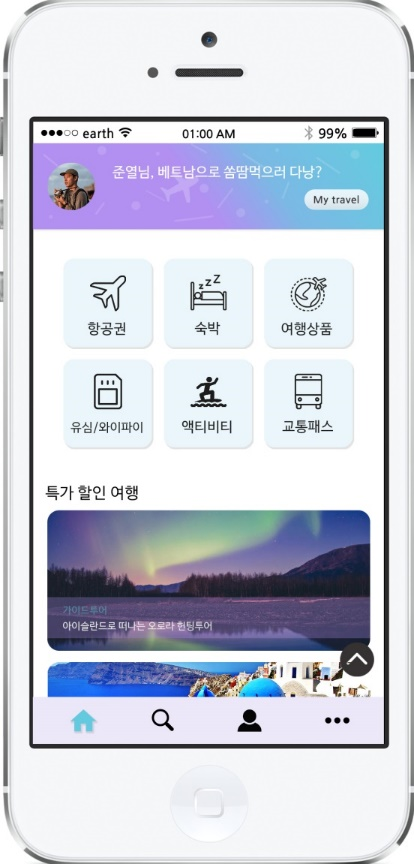 earth 01:00 AM 99%
준열님, 베트남으로 쏨땀먹으러 다낭?
My travel
항공권 숙박 여행상품
유심/와이파이 액티비티 교통패스
특가 할인 여행
가이드투어
아이슬란드로 떠나는 오로라 헌팅투어